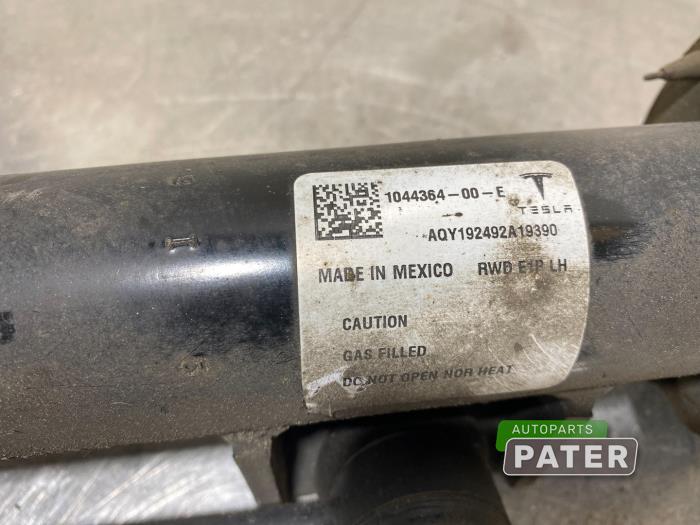 1044364-00-E
TESLA
AQY192492A19390
MADE IN MEXICO RWD E1P LH
CAUTION
GAS FILLED
DO NOT OPEN NOR HEAT
AUTOPARTS
PATER